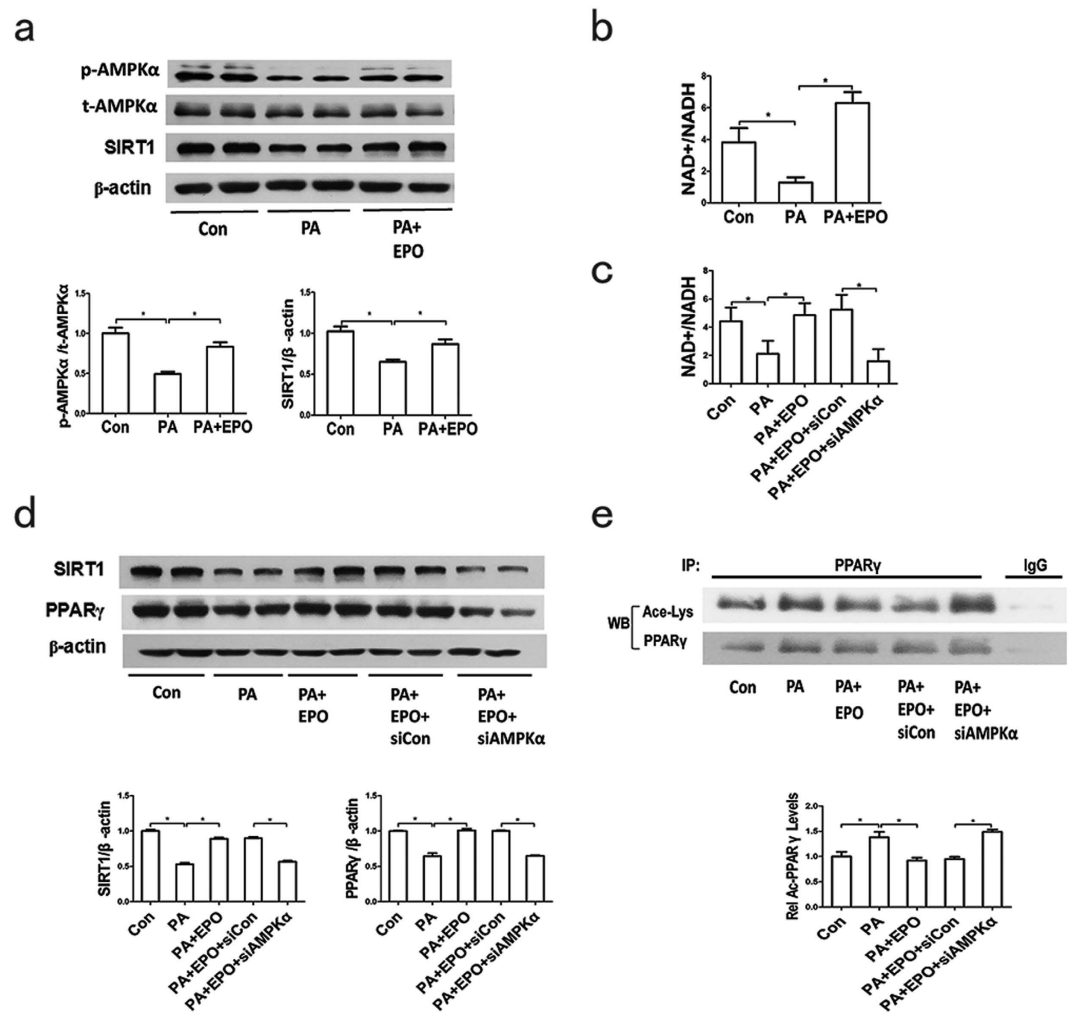 a
p-AMPKα
t-AMPKα
SIRT1
β-actin
Con
PA
PA+
EPO
p-AMPKα /t-AMPKα
1.5
1.0
0.5
0.0
*
*
Con
PA
PA+EPO
SIRT1/β -actin
1.5
1.0
0.5
0.0
*
*
Con
PA
PA+EPO
b
NAD+/NADH
8
6
4
2
0
*
*
Con
PA
PA+EPO
c
NAD+/NADH
8
6
4
2
0
*
*
*
Con
PA
PA+EPO
PA+EPO+siCon
PA+EPO+siAMPKα
d
SIRT1
PPARγ
β-actin
Con
PA
PA+
EPO
PA+
EPO+
siCon
PA+
EPO+
siAMPKα
SIRT1/β -actin
1.5
1.0
0.5
0.0
*
*
*
Con
PA
PA+EPO
PA+EPO+siCon
PA+EPO+siAMPKα
PPARγ /β -actin
1.5
1.0
0.5
0.0
*
*
*
Con
PA
PA+EPO
PA+EPO+siCon
PA+EPO+siAMPKα
e
IP:
PPARγ
IgG
WB
Ace-Lys
PPARγ
Con
PA
PA+
EPO
PA+
EPO+
siCon
PA+
EPO+
siAMPKα
Rel Ac-PPAR γ Levels
2.0
1.5
1.0
0.5
0.0
*
*
*
Con
PA
PA+EPO
PA+EPO+siCon
PA+EPO+siAMPKα